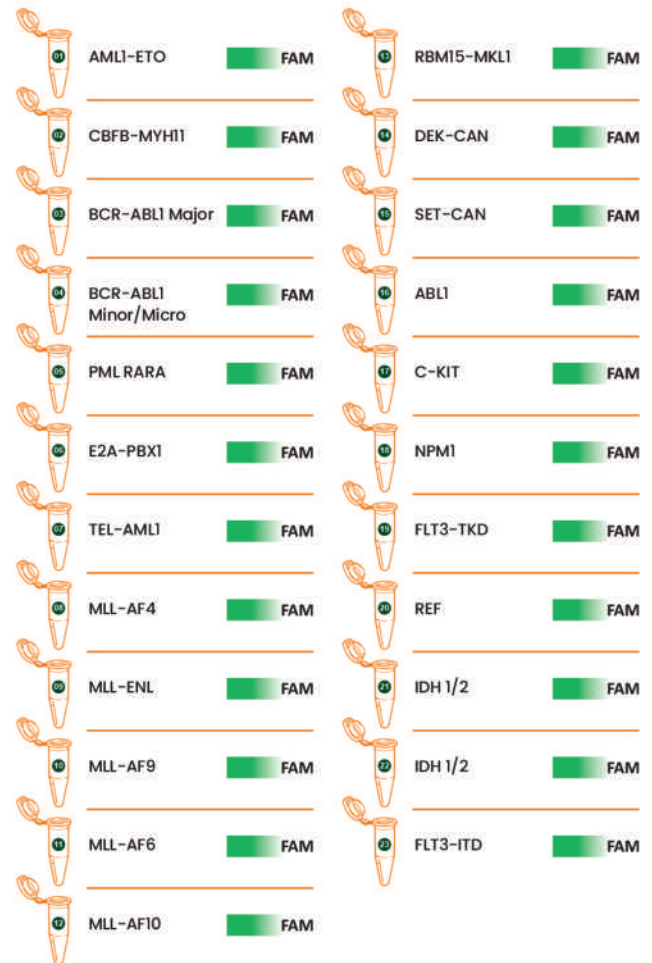 01 AML1-ETO FAM
02 CBFB-MYH11 FAM
03 BCR-ABL1 Major FAM
04 BCR-ABL1 FAM
Minor/Micro
05 PML RARA FAM
06 E2A-PBX1 FAM
07 TEL-AML1 FAM
08 MLL-AF4 FAM
09 MLL-ENL FAM
10 MLL-AF9 FAM
11 MLL-AF6 FAM
12 MLL-AF10 FAM
13 RBM15-MKL1 FAM
14 DEK-CAN FAM
15 SET-CAN FAM
16 ABL1 FAM
17 C-KIT FAM
18 NPM1 FAM
19 FLT3-TKD FAM
20 REF FAM
21 IDH 1/2 FAM
22 IDH 1/2 FAM
23 FLT3-ITD FAM